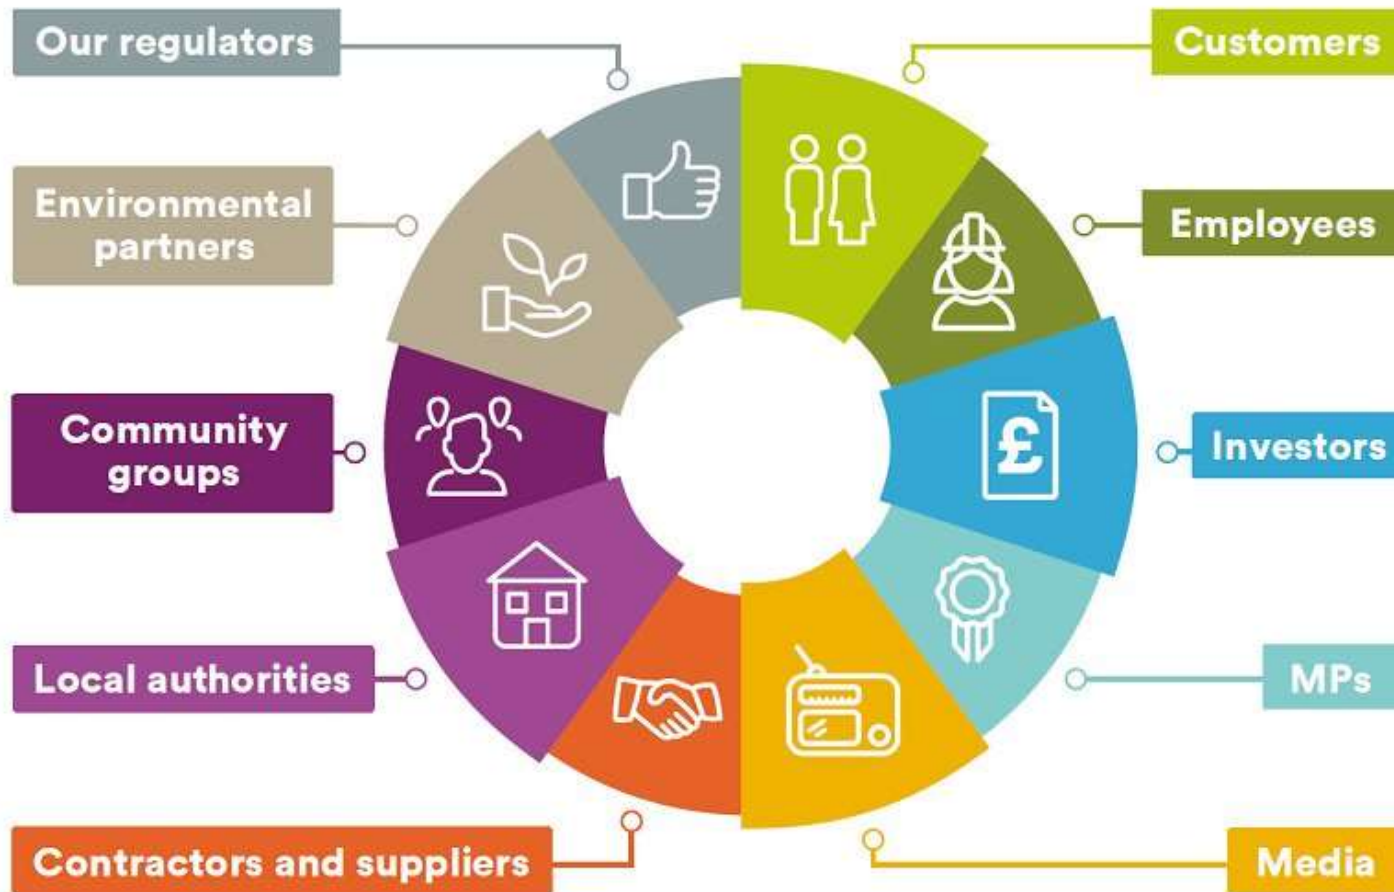 Our regulators
Customers
Environmental
partners
Employees
£
Community
groups
Investors
Local authorities
MPs
Contractors and suppliers
Media